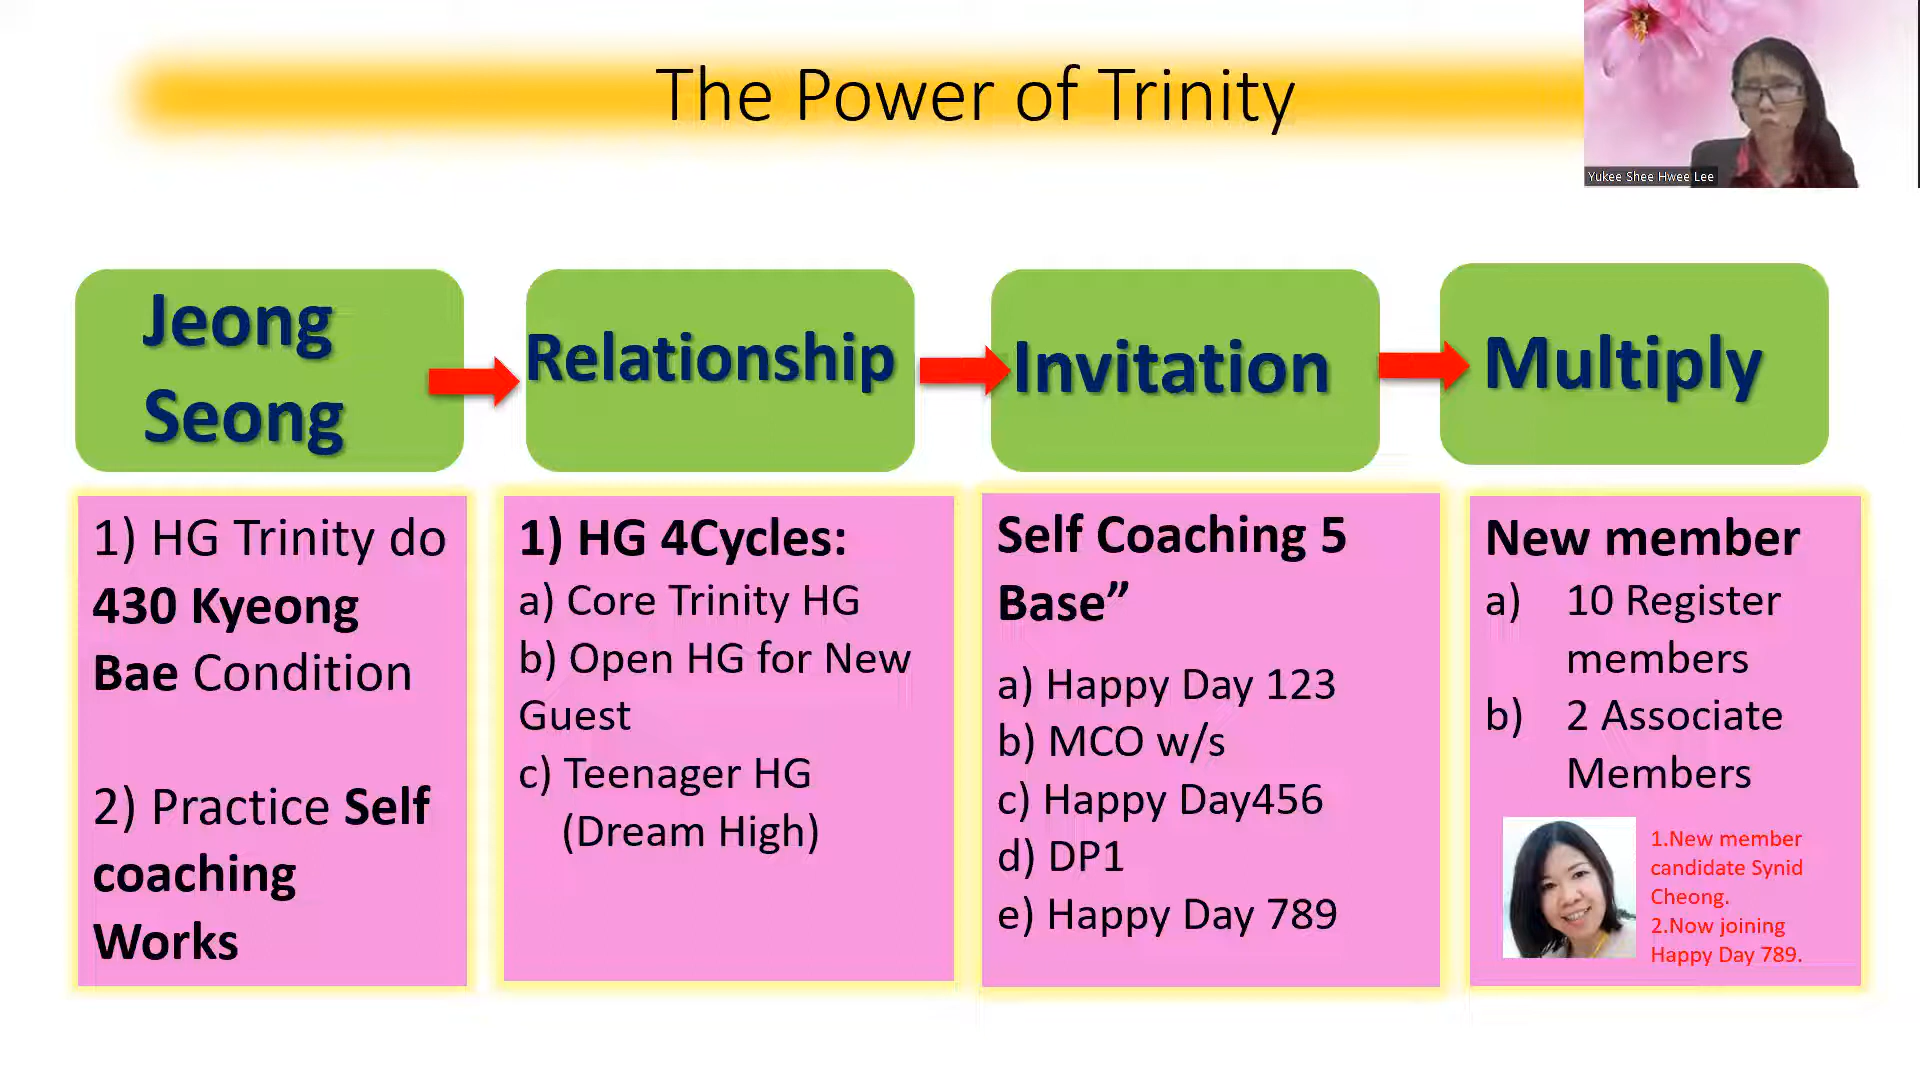 The Power of Trinity
Yukee Shee Hwee Lee
Jeong
Seong
Relationship
Invitation
Multiply
1) HG Trinity do
430 Kyeong
Bae Condition
2) Practice Self
coaching
Works
1) HG 4Cycles:
a) Core Trinity HG
b) Open HG for New
Guest
c) Teenager HG
(Dream High)
Self Coaching 5
Base”
a) Happy Day 123
b) MCO w/s
c) Happy Day456
d) DP1
e) Happy Day 789
New member
a) 10 Register
members
b) 2 Associate
Members
1.New member
candidate Synid
Cheong.
2.Now joining
Happy Day 789.